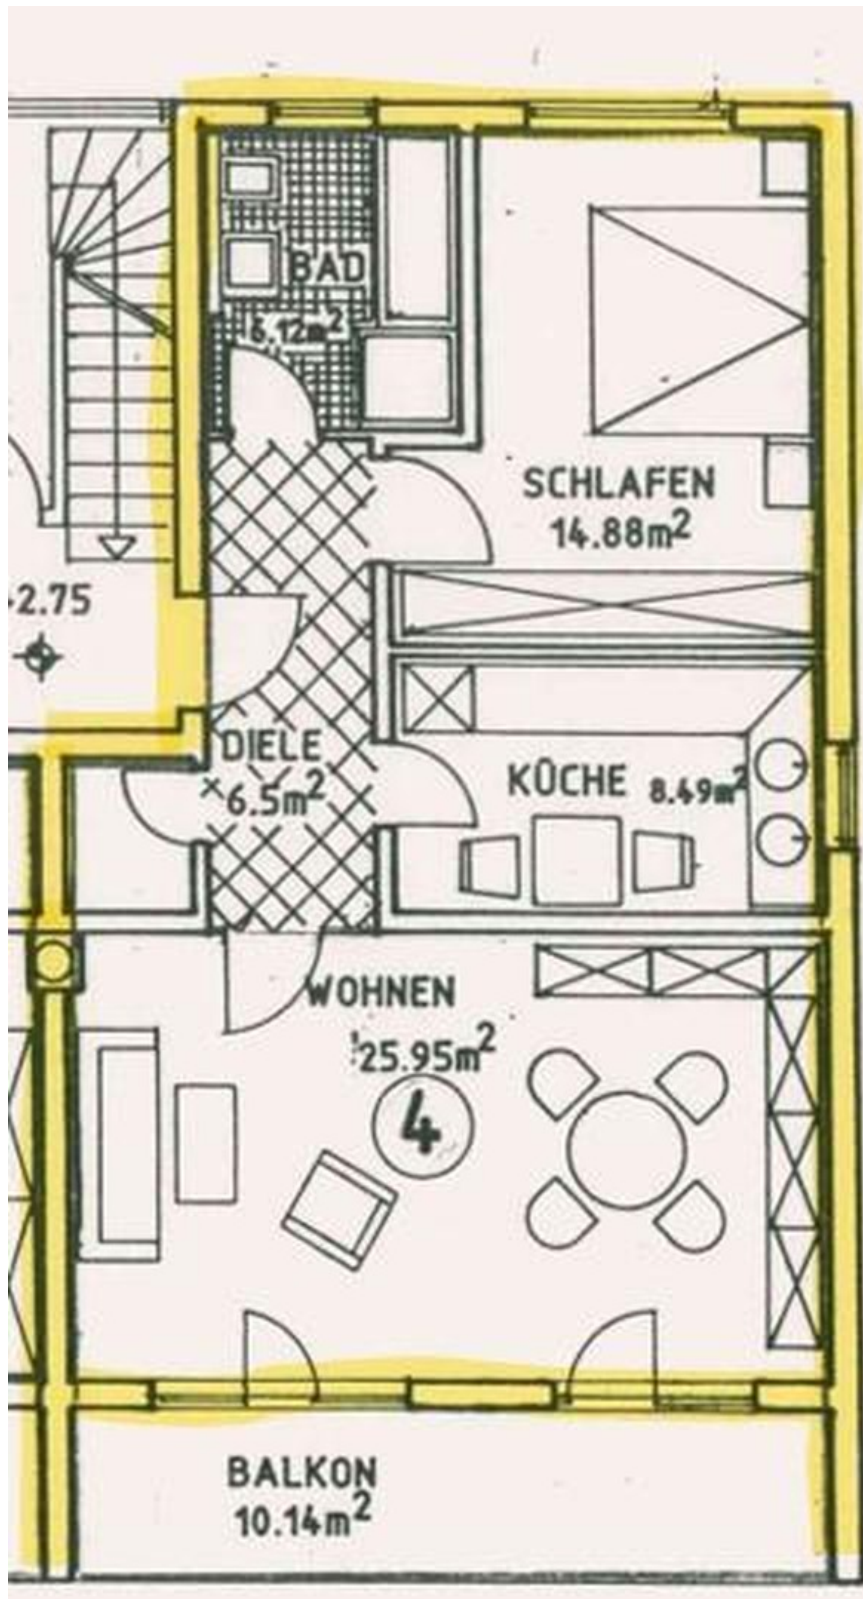 BAD
6.12m²
SCHLAFEN
14.88m²
2.75
DIELE
6.5m²
KÜCHE 8.49m²
WOHNEN
25.95m²
4
BALKON
10.14m²